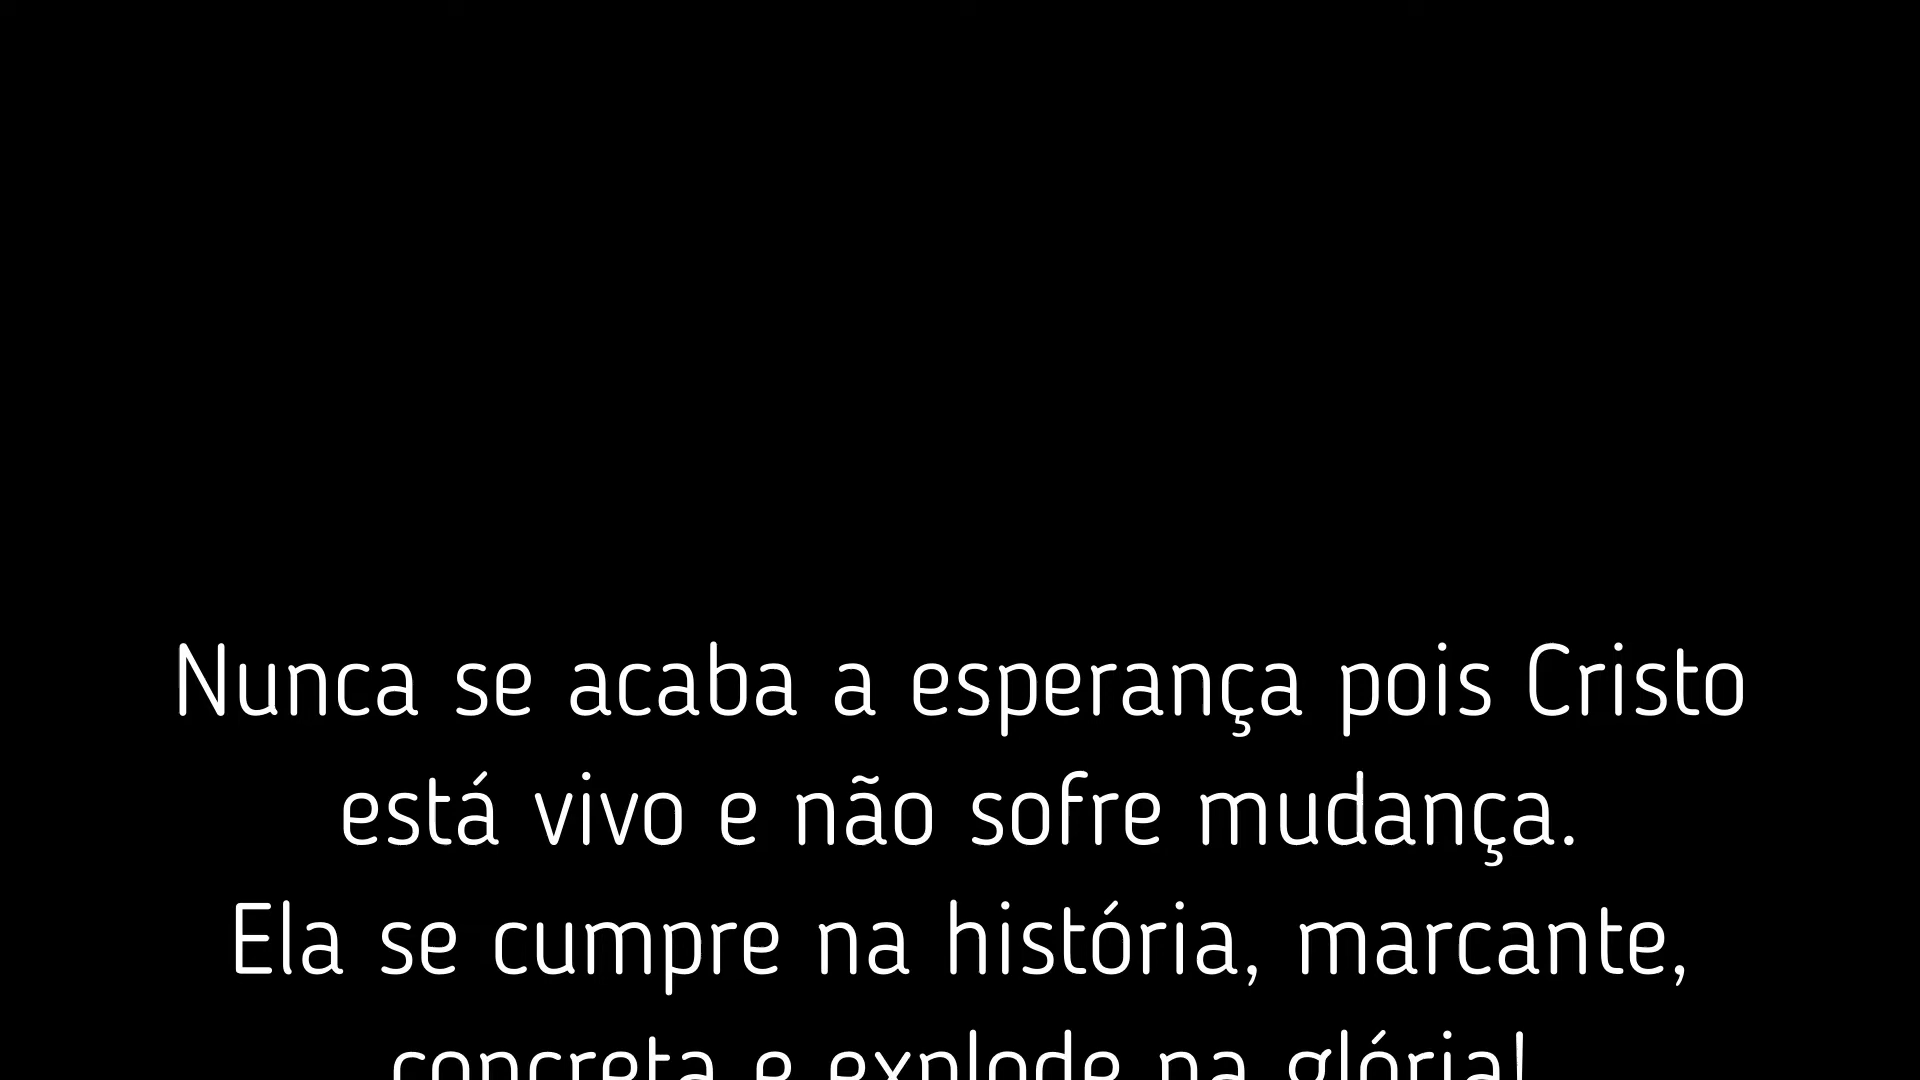 Nunca se acaba a esperança pois Cristo
está vivo e não sofre mudança.
Ela se cumpre na história, marcante,
concreta e explode na glória!